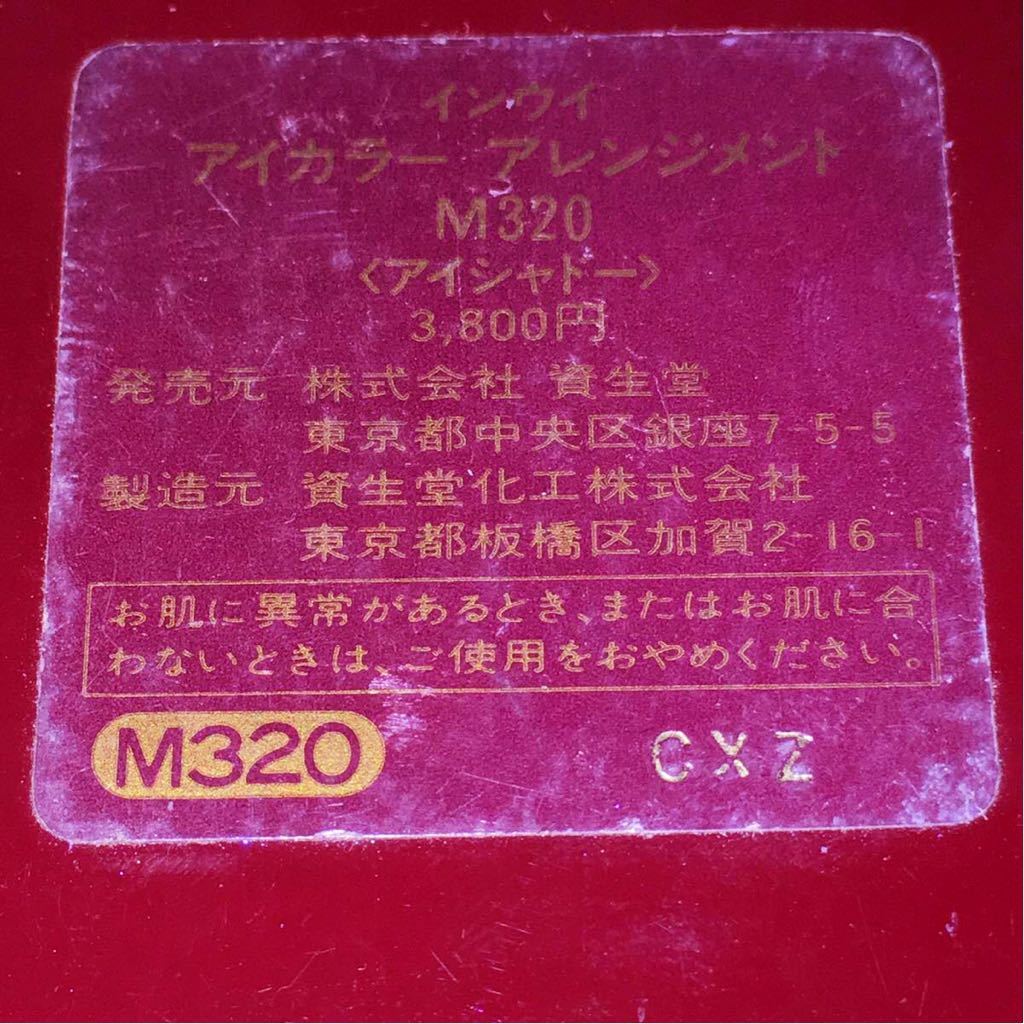 インウイ
アイカラー アレンジメント
M320
〈アイシャドー〉
3,800円
発売元 株式会社 資生堂
東京都中央区銀座7-5-5
製造元 資生堂化工株式会社
東京都板橋区加賀2-16-1
お肌に異常があるとき、またはお肌に合
わないときは、ご使用をおやめください。
M320 CXZ